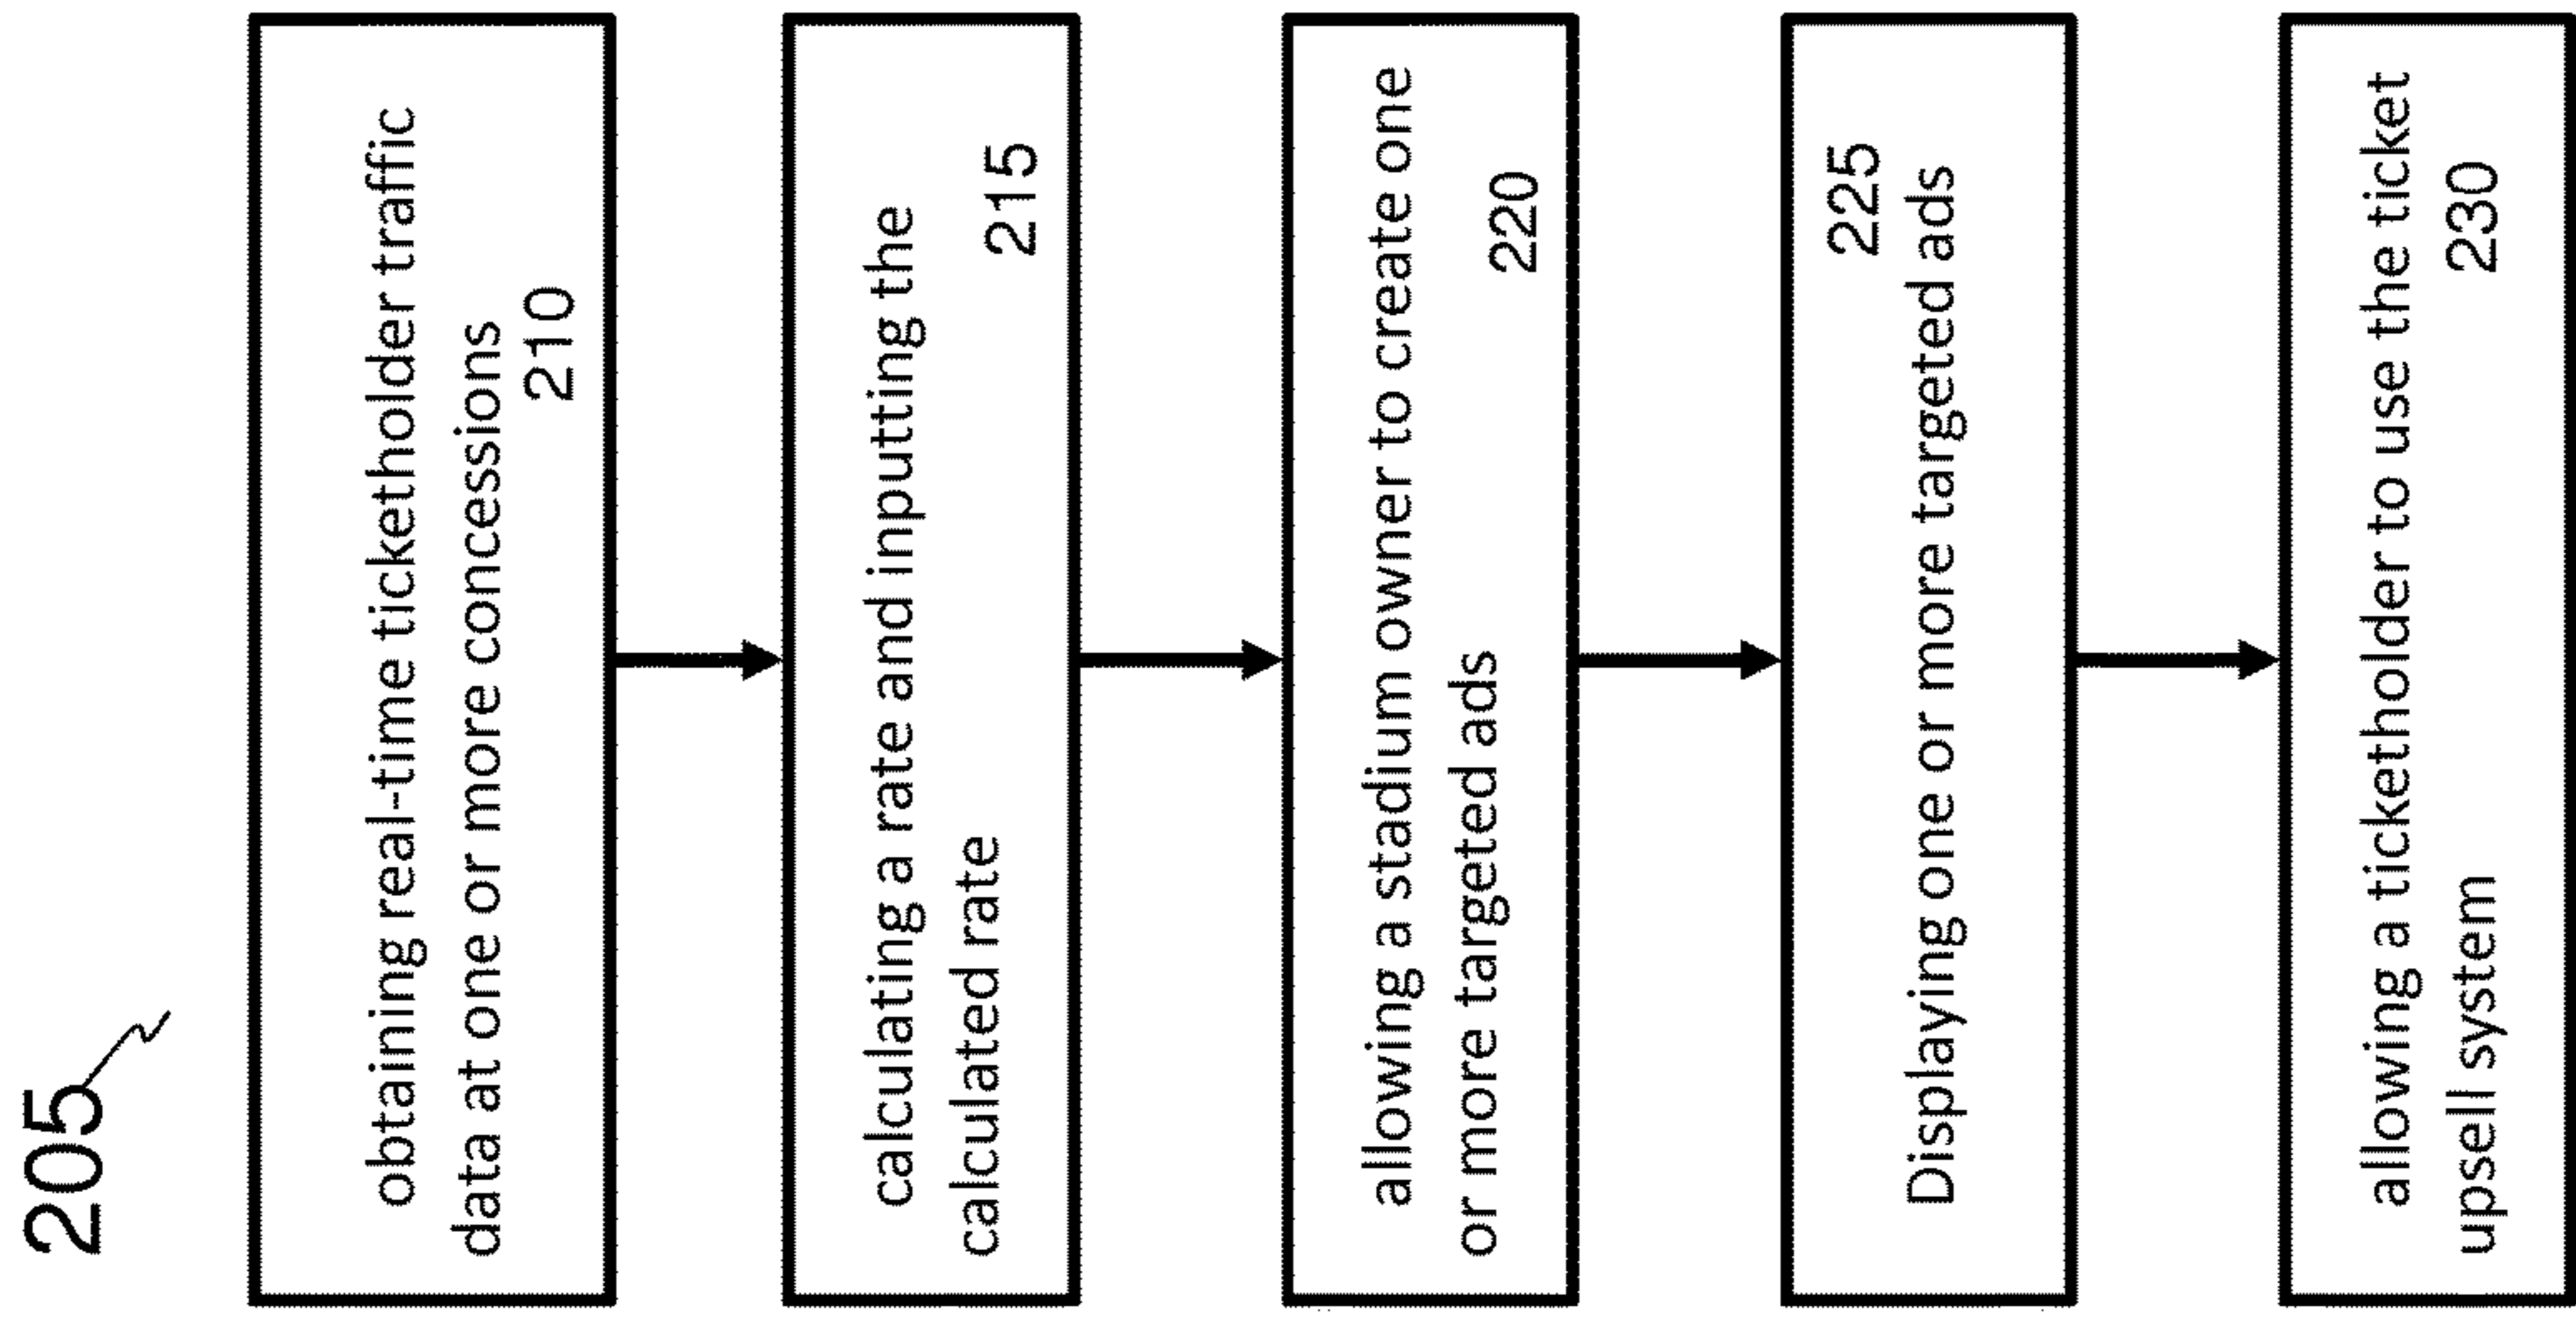 205
obtaining real-time ticketholder traffic
data at one or more concessions
210
calculating a rate and inputting the
calculated rate
215
allowing a stadium owner to create one
or more targeted ads
220
225
Displaying one or more targeted ads
allowing a ticketholder to use the ticket
upsell system
230